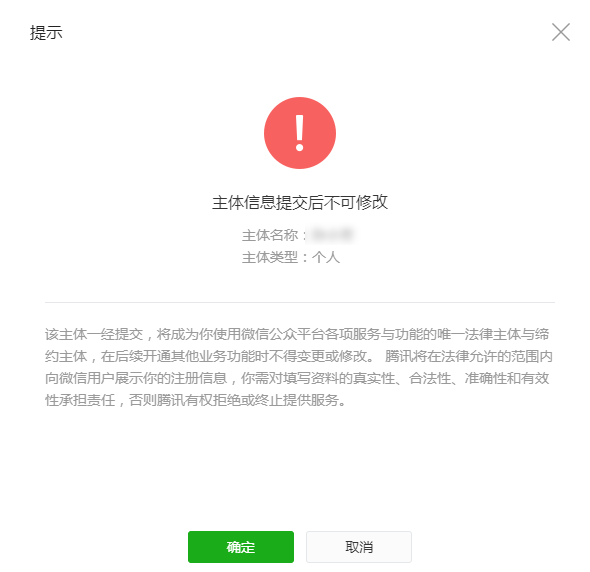 提示
主体信息提交后不可修改
主体名称：
主体类型：个人
该主体一经提交，将成为你使用微信公众平台各项服务与功能的唯一法律主体与缔
约主体，在后续开通其他业务功能时不得变更或修改。 腾讯将在法律允许的范围内
向微信用户展示你的注册信息，你需对填写资料的真实性、合法性、准确性和有效
性承担责任，否则腾讯有权拒绝或终止提供服务。
确定
取消